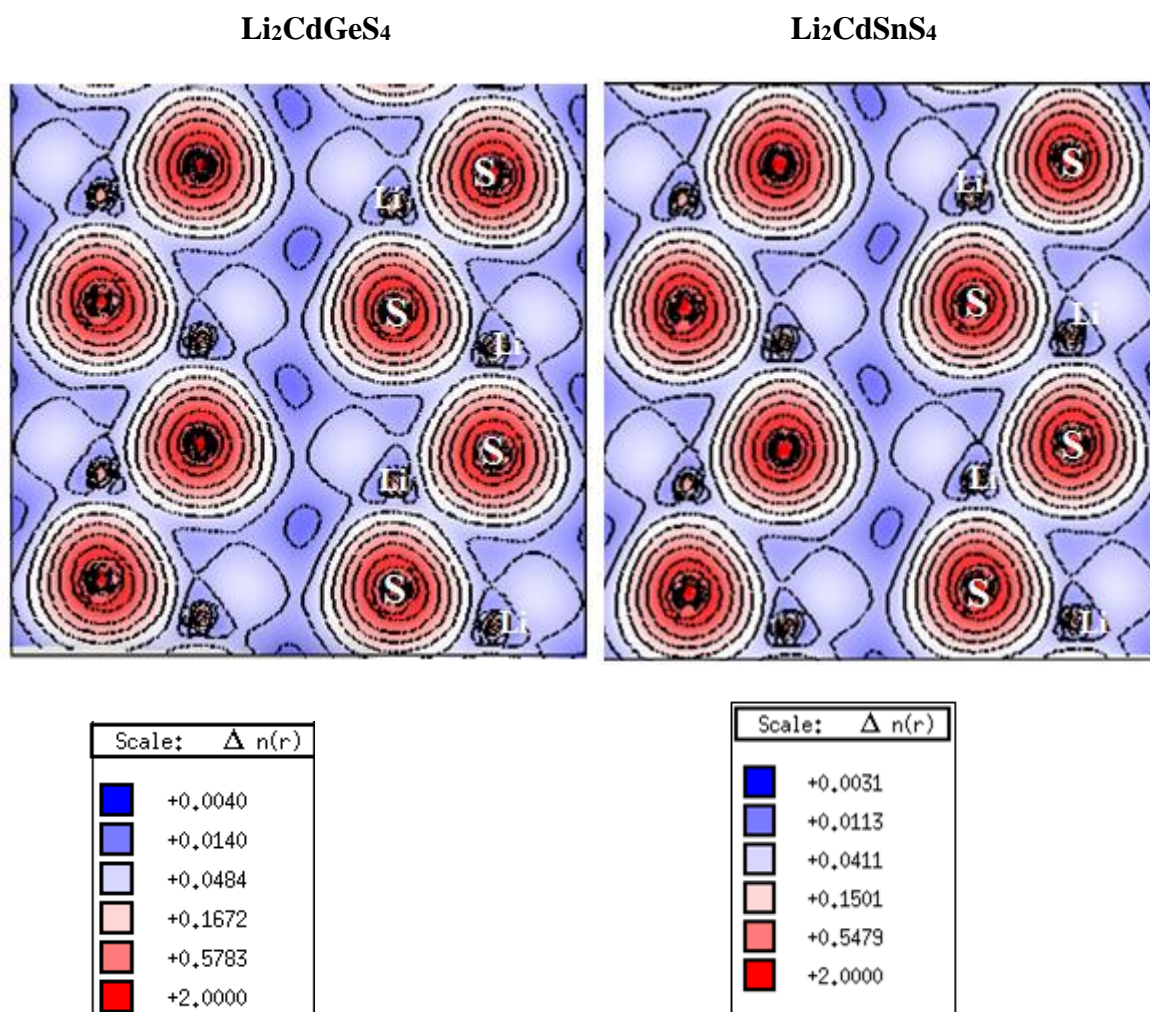 Li₂CdGeS₄
Li₂CdSnS₄
S
Li
S
Li
S
Li
S
Li
S
Li
S
Li
S
Li
S
Li
Scale: Δ n(r)
+0.0040
+0.0140
+0.0484
+0.1672
+0.5783
+2.0000
Scale: Δ n(r)
+0.0031
+0.0113
+0.0411
+0.1501
+0.5479
+2.0000